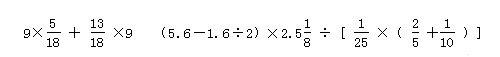 9×5/18 + 13/18 ×9 (5.6-1.6÷2)×2.5 1/8 ÷ [ 1/25 ×( 2/5 + 1/10 ) ]